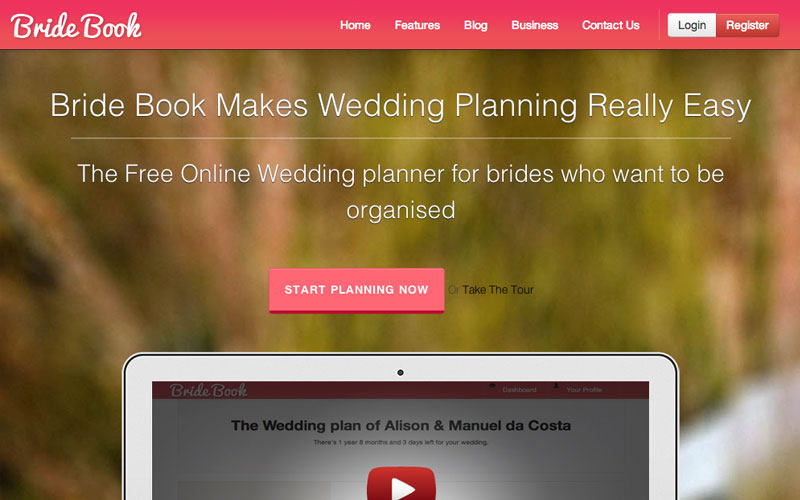 Bride Book
Home Features Blog Business Contact Us Login Register
Bride Book Makes Wedding Planning Really Easy
The Free Online Wedding planner for brides who want to be
organised
START PLANNING NOW Or Take The Tour
Bride Book Dashboard Your Profile
The Wedding plan of Alison & Manuel da Costa
There's 1 year 8 months and 3 days left for your wedding.